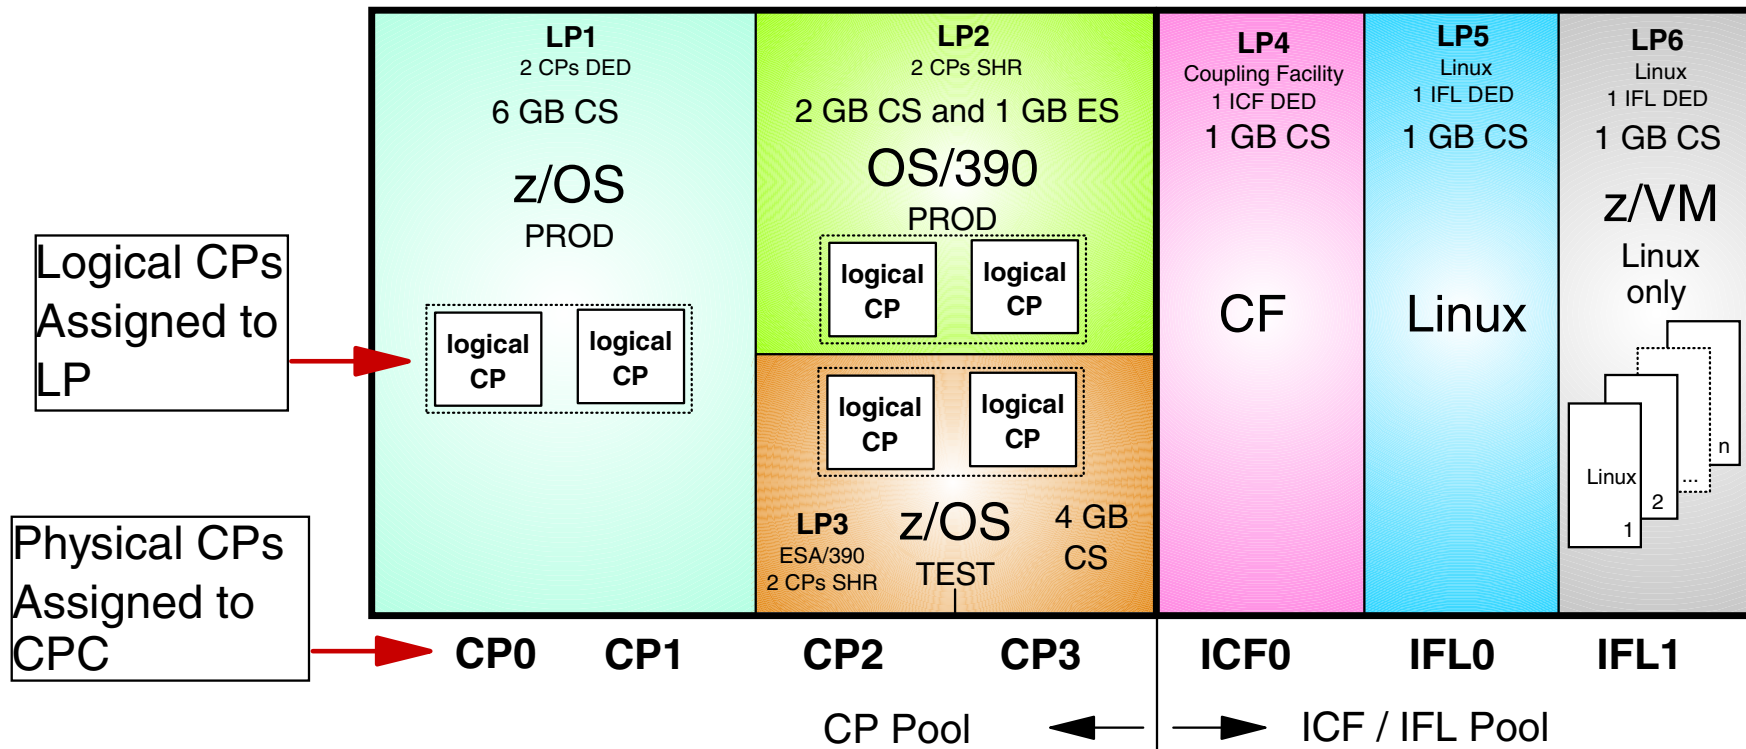 Logical CPs
Assigned to
LP
Physical CPs
Assigned to
CPC
LP1
2 CPs DED
6 GB CS
z/OS
PROD
logical
CP
logical
CP
LP2
2 CPs SHR
2 GB CS and 1 GB ES
OS/390
PROD
logical
CP
logical
CP
logical
CP
logical
CP
LP3
ESA/390
2 CPs SHR
z/OS
TEST
4 GB
CS
LP4
Coupling Facility
1 ICF DED
1 GB CS
CF
LP5
Linux
1 IFL DED
1 GB CS
Linux
LP6
Linux
1 IFL DED
1 GB CS
z/VM
Linux
only
Linux
1
2
...
n
CP0
CP1
CP2
CP3
ICF0
IFL0
IFL1
CP Pool
ICF / IFL Pool